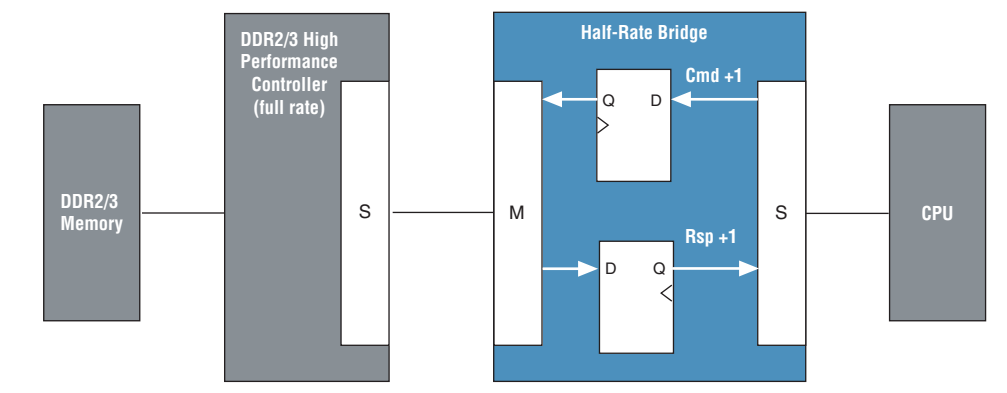 DDR2/3
Memory
DDR2/3 High
Performance
Controller
(full rate)
S
Half-Rate Bridge
M
Cmd +1
Q D
Rsp +1
D Q
S
CPU